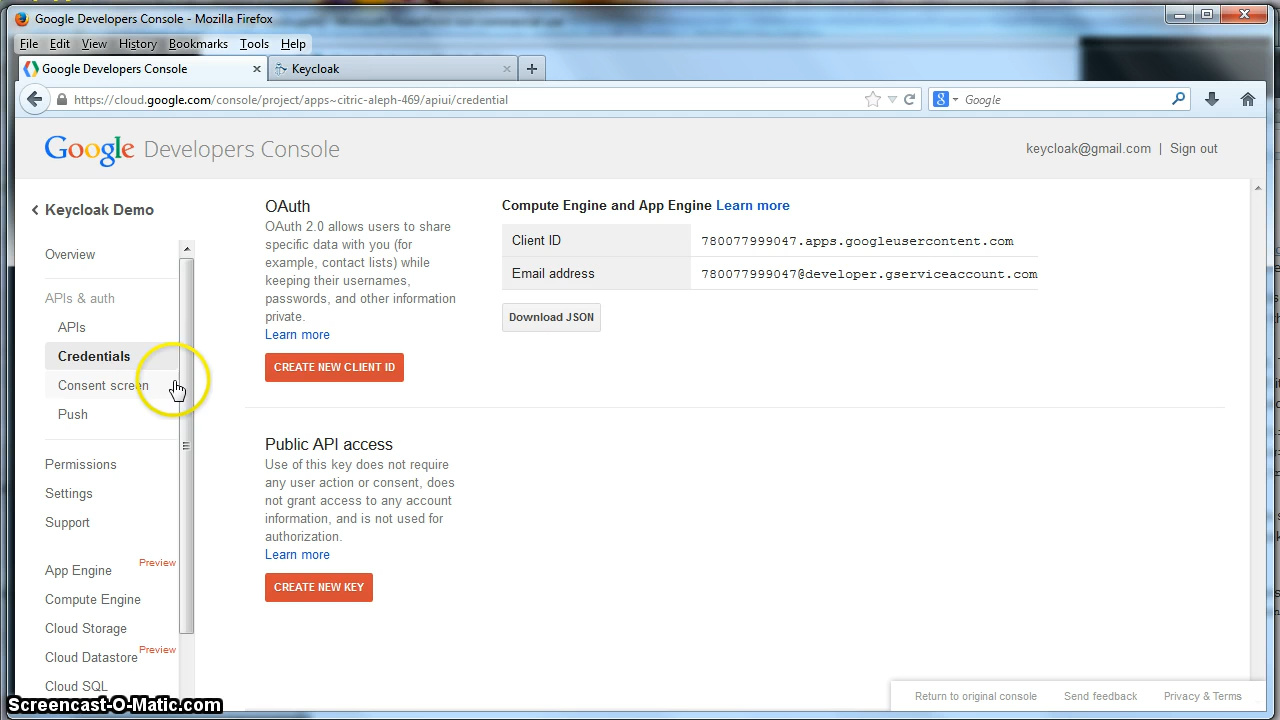 Google Developers Console - Mozilla Firefox
File Edit View History Bookmarks Tools Help
Google Developers Console
Keycloak
https://cloud.google.com/console/project/apps~citric-aleph-469/apiui/credential
Google
Google Developers Console
keycloak@gmail.com | Sign out
Keycloak Demo
Overview
APIs & auth
APIs
Credentials
Consent screen
Push
Permissions
Settings
Support
App Engine Preview
Compute Engine
Cloud Storage
Cloud Datastore Preview
Cloud SQL
OAuth
OAuth 2.0 allows users to share
specific data with you (for
example, contact lists) while
keeping their usernames,
passwords, and other information
private.
Learn more
CREATE NEW CLIENT ID
Compute Engine and App Engine Learn more
Client ID 780077999047.apps.googleusercontent.com
Email address 780077999047@developer.gserviceaccount.com
Download JSON
Public API access
Use of this key does not require
any user action or consent, does
not grant access to any account
information, and is not used for
authorization.
Learn more
CREATE NEW KEY
Return to original console Send feedback Privacy & Terms
Screencast-O-Matic.com